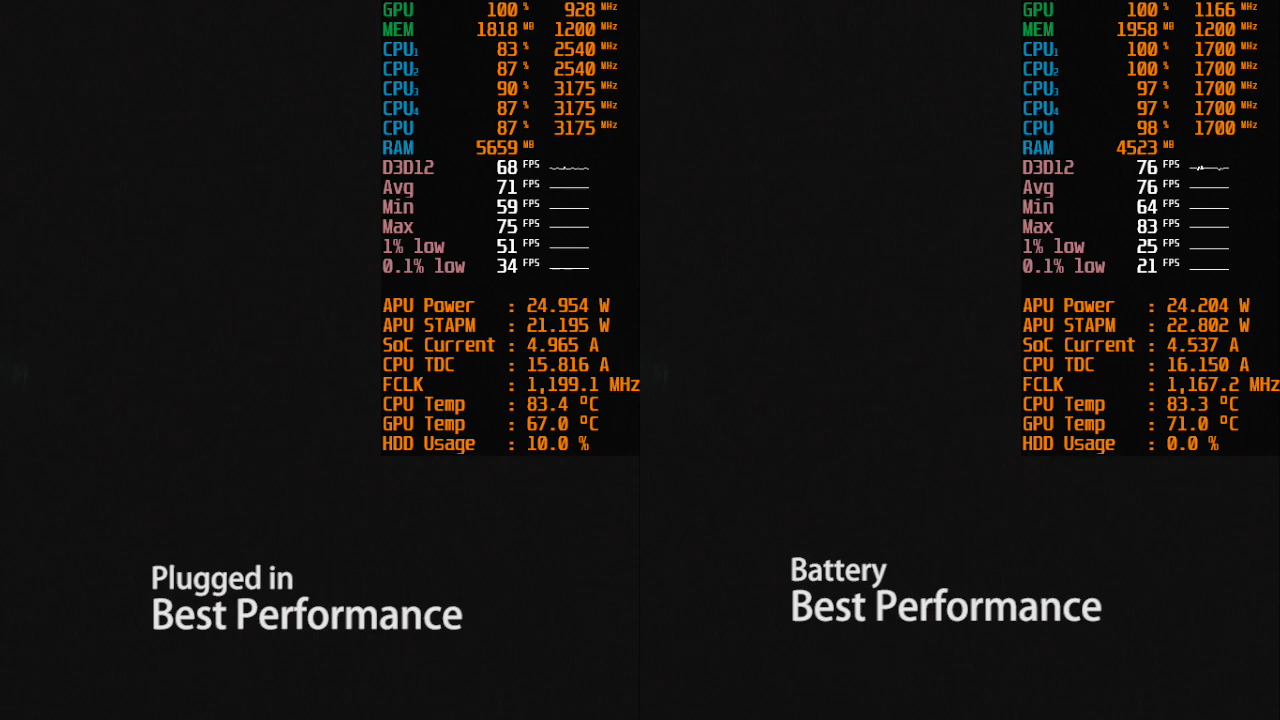 GPU 100 % 928 MHz
MEM 1818 MB 1200 MHz
CPU1 83 % 2540 MHz
CPU2 87 % 2540 MHz
CPU3 90 % 3175 MHz
CPU4 87 % 3175 MHz
CPU 87 % 3175 MHz
RAM 5659 MB
D3D12 68 FPS
Avg 71 FPS
Min 59 FPS
Max 75 FPS
1% low 51 FPS
0.1% low 34 FPS
APU Power : 24.954 W
APU STAPM : 21.195 W
SoC Current : 4.965 A
CPU TDC : 15.816 A
FCLK : 1,199.1 MHz
CPU Temp : 83.4 ºC
GPU Temp : 67.0 ºC
HDD Usage : 10.0 %
Plugged in
Best Performance
GPU 100 % 1166 MHz
MEM 1958 MB 1200 MHz
CPU1 100 % 1700 MHz
CPU2 100 % 1700 MHz
CPU3 97 % 1700 MHz
CPU4 97 % 1700 MHz
CPU 98 % 1700 MHz
RAM 4523 MB
D3D12 76 FPS
Avg 76 FPS
Min 64 FPS
Max 83 FPS
1% low 25 FPS
0.1% low 21 FPS
APU Power : 24.204 W
APU STAPM : 22.802 W
SoC Current : 4.537 A
CPU TDC : 16.150 A
FCLK : 1,167.2 MHz
CPU Temp : 83.3 ºC
GPU Temp : 71.0 ºC
HDD Usage : 0.0 %
Battery
Best Performance